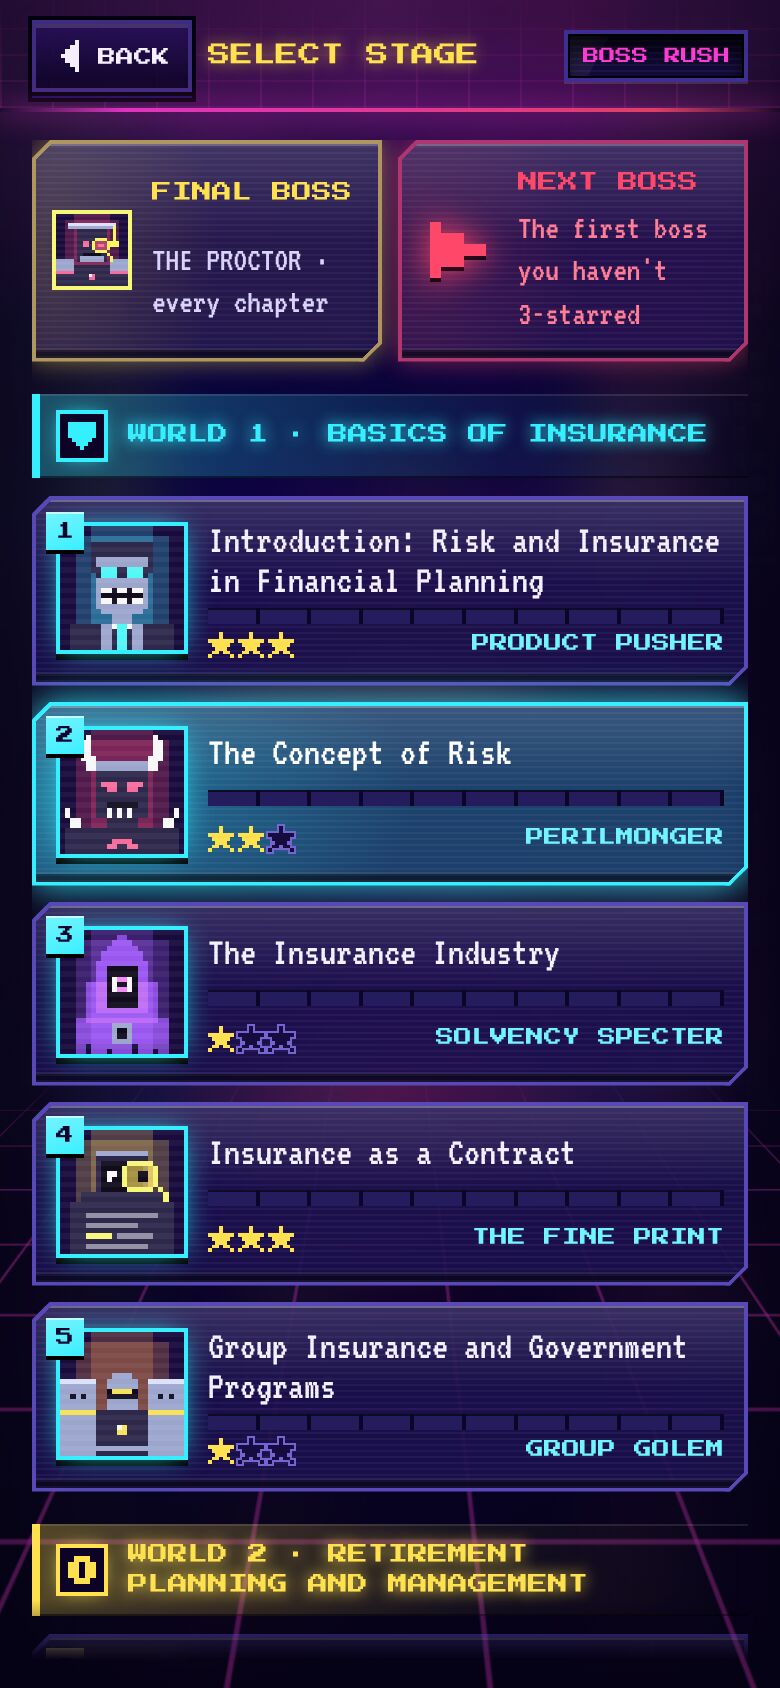 BACK
SELECT STAGE
BOSS RUSH
FINAL BOSS
THE PROCTOR ·
every chapter
NEXT BOSS
The first boss
you haven't
3-starred
WORLD 1 · BASICS OF INSURANCE
1
Introduction: Risk and Insurance
in Financial Planning
PRODUCT PUSHER
2
The Concept of Risk
PERILMONGER
3
The Insurance Industry
SOLVENCY SPECTER
4
Insurance as a Contract
THE FINE PRINT
5
Group Insurance and Government
Programs
GROUP GOLEM
WORLD 2 · RETIREMENT
PLANNING AND MANAGEMENT